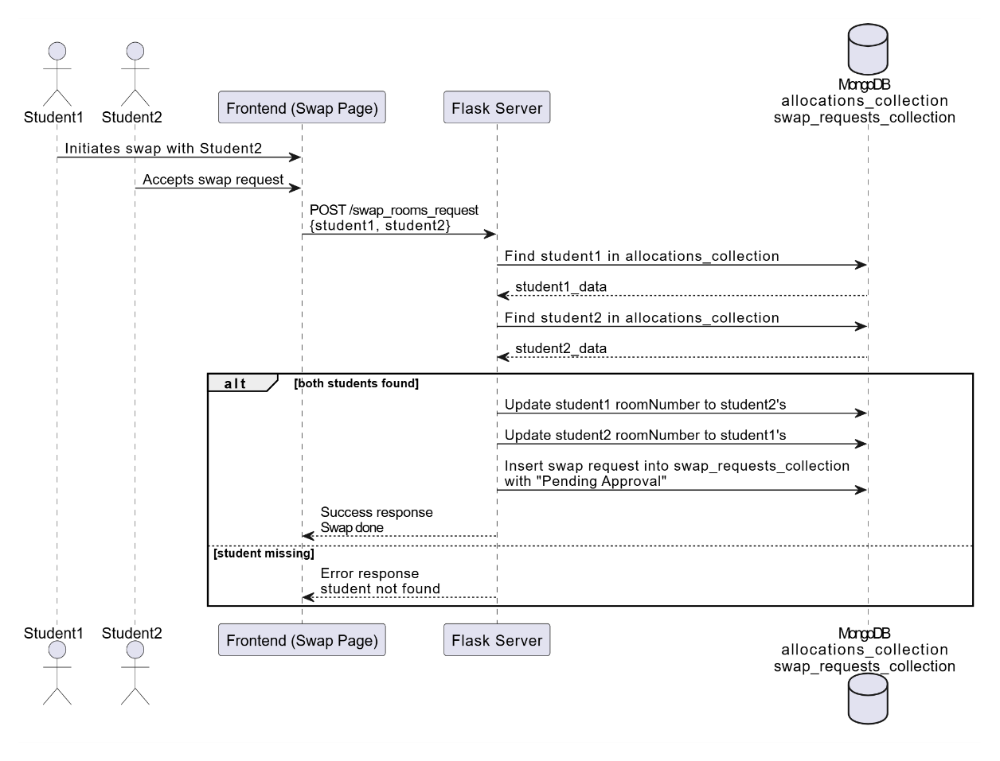 MongoDB
allocations_collection
swap_requests_collection
Student1
Student2
Frontend (Swap Page)
Flask Server
Initiates swap with Student2
Accepts swap request
POST /swap_rooms_request
{student1, student2}
Find student1 in allocations_collection
student1_data
Find student2 in allocations_collection
student2_data
alt
[both students found]
Update student1 roomNumber to student2's
Update student2 roomNumber to student1's
Insert swap request into swap_requests_collection
with "Pending Approval"
Success response
Swap done
[student missing]
Error response
student not found
Student1
Student2
Frontend (Swap Page)
Flask Server
MongoDB
allocations_collection
swap_requests_collection